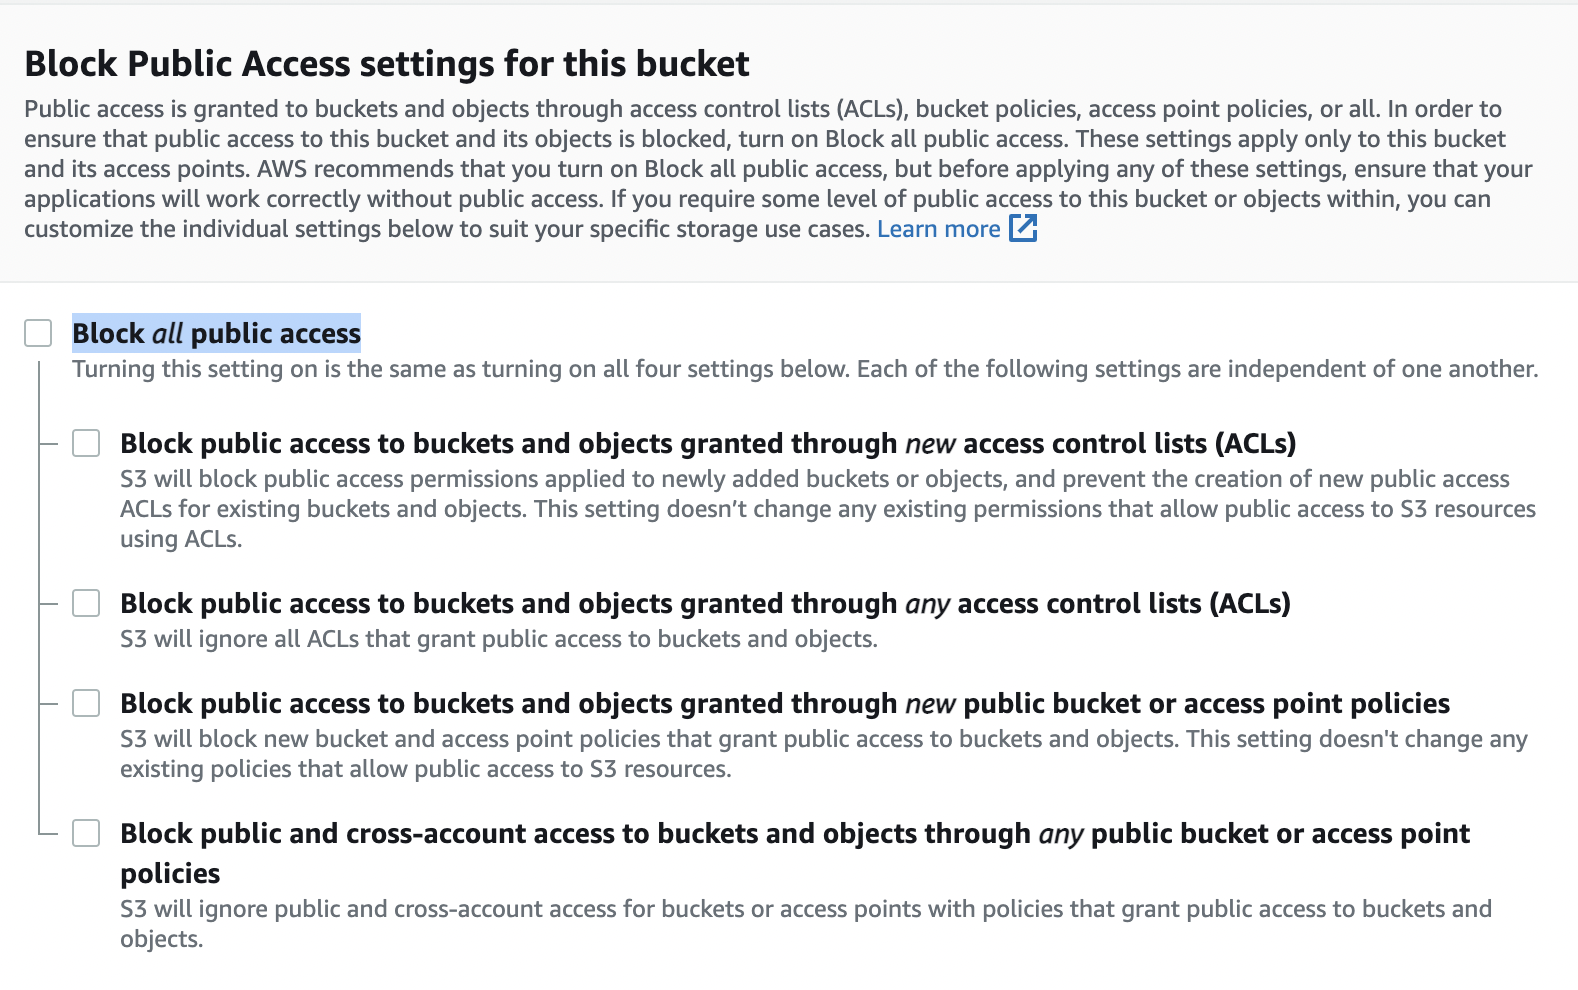 Block Public Access settings for this bucket
Public access is granted to buckets and objects through access control lists (ACLs), bucket policies, access point policies, or all. In order to
ensure that public access to this bucket and its objects is blocked, turn on Block all public access. These settings apply only to this bucket
and its access points. AWS recommends that you turn on Block all public access, but before applying any of these settings, ensure that your
applications will work correctly without public access. If you require some level of public access to this bucket or objects within, you can
customize the individual settings below to suit your specific storage use cases. Learn more
Block all public access
Turning this setting on is the same as turning on all four settings below. Each of the following settings are independent of one another.
Block public access to buckets and objects granted through new access control lists (ACLs)
S3 will block public access permissions applied to newly added buckets or objects, and prevent the creation of new public access
ACLs for existing buckets and objects. This setting doesn’t change any existing permissions that allow public access to S3 resources
using ACLs.
Block public access to buckets and objects granted through any access control lists (ACLs)
S3 will ignore all ACLs that grant public access to buckets and objects.
Block public access to buckets and objects granted through new public bucket or access point policies
S3 will block new bucket and access point policies that grant public access to buckets and objects. This setting doesn't change any
existing policies that allow public access to S3 resources.
Block public and cross-account access to buckets and objects through any public bucket or access point
policies
S3 will ignore public and cross-account access for buckets or access points with policies that grant public access to buckets and
objects.